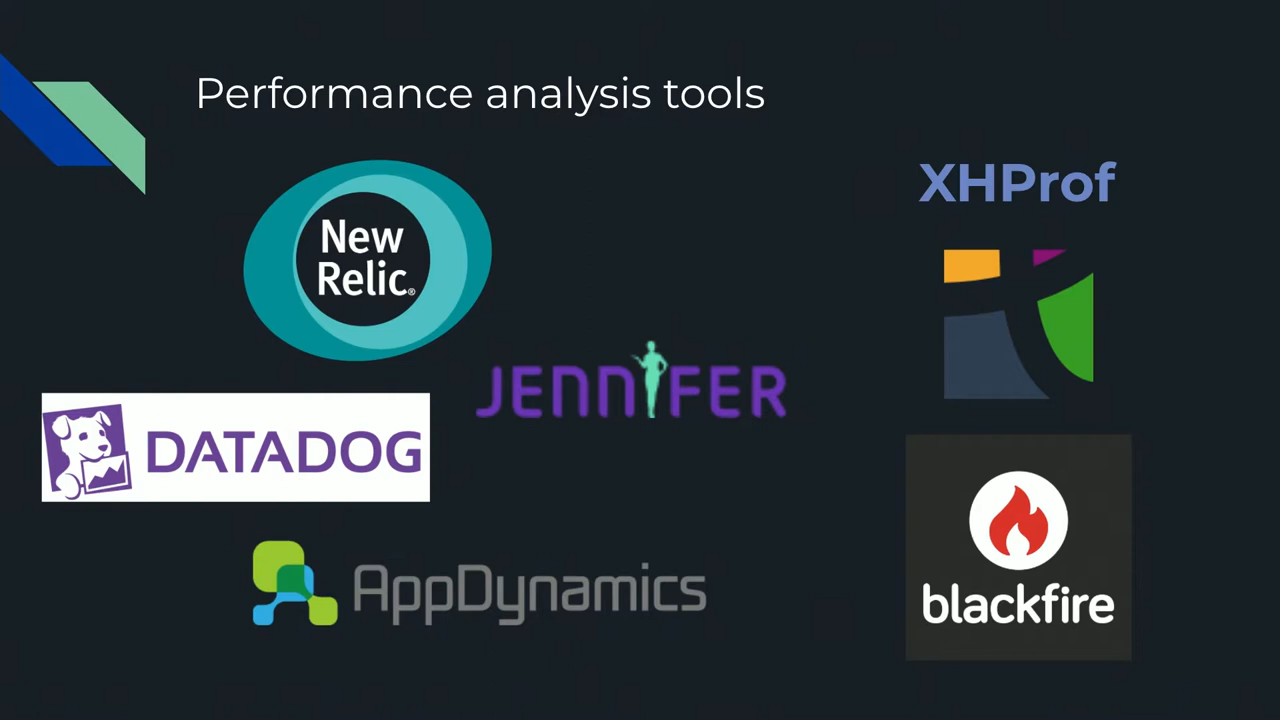 Performance analysis tools
XHProf
New
Relic®
JENNIFER
DATADOG
AppDynamics
blackfire